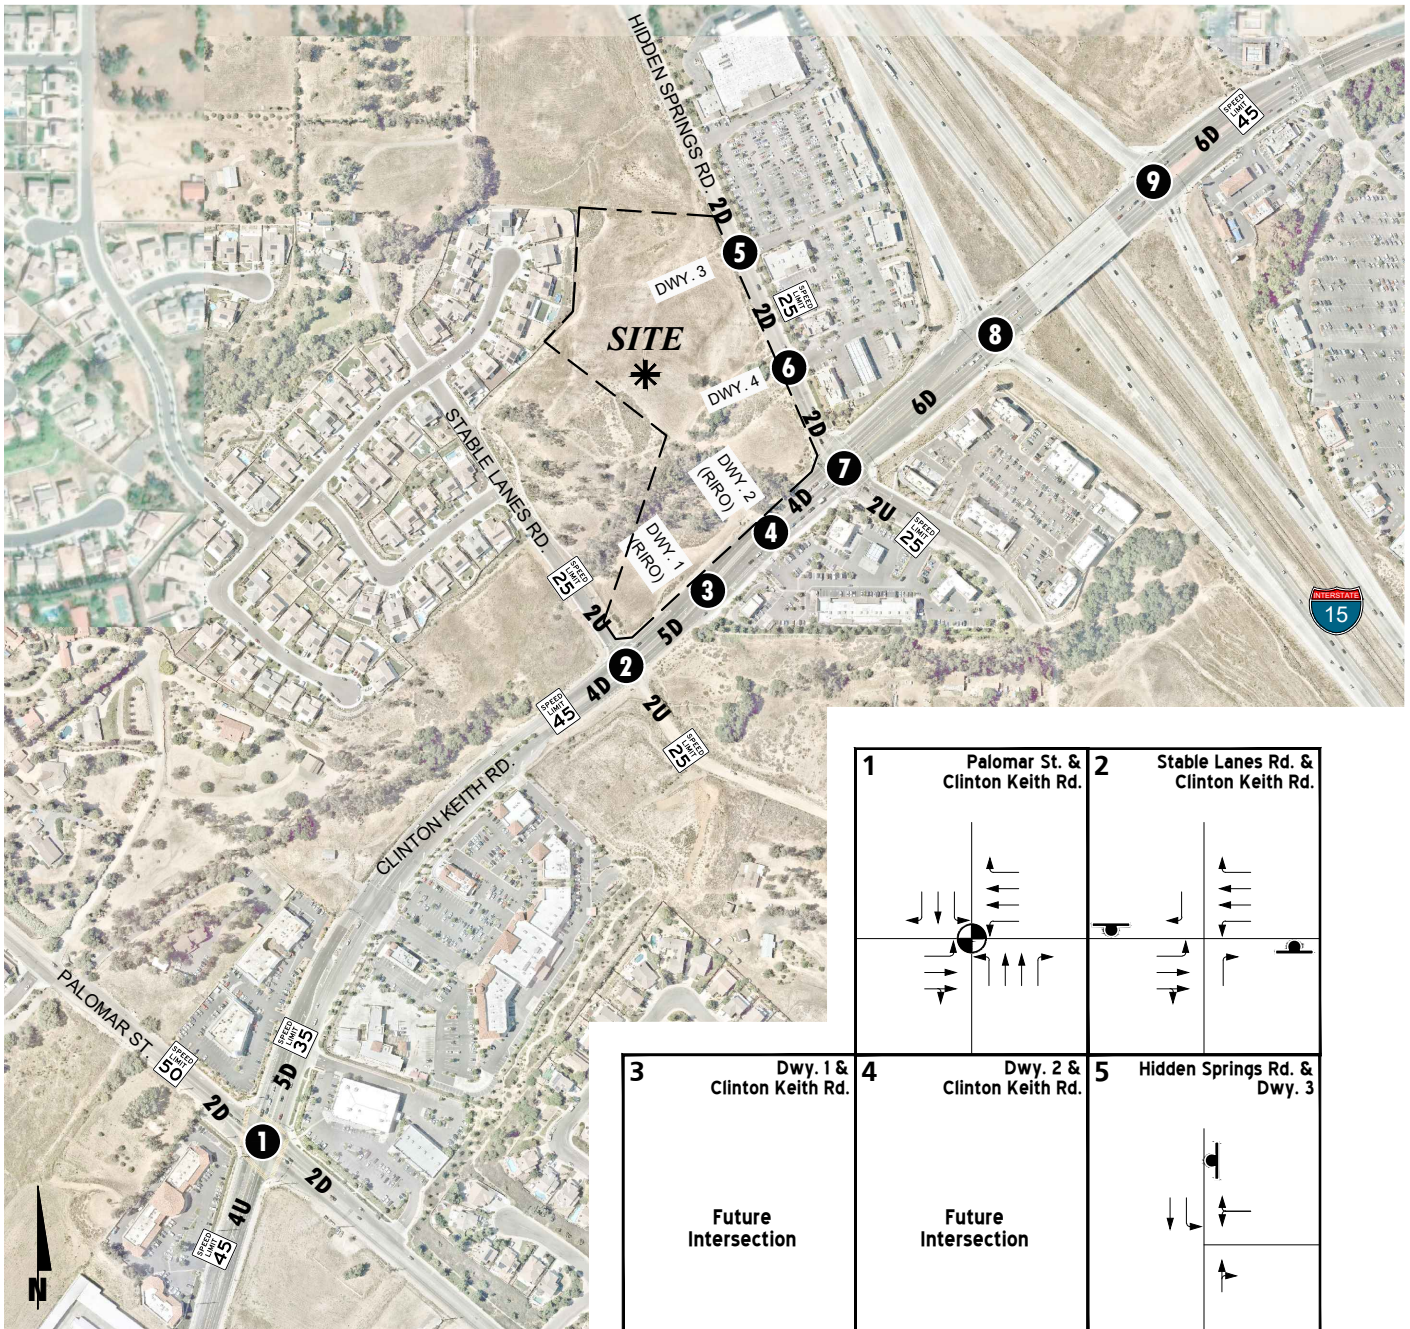 HIDDEN SPRINGS RD.
2D
SPEED LIMIT 45
6D
9
5
DWY. 3
SPEED LIMIT 25
2D
8
SITE
6
DWY. 4
6D
2D
STABLE LANES RD.
7
DWY. 2
(RIRO)
4D
2U
SPEED LIMIT 25
4
DWY. 1
(RIRO)
SPEED LIMIT 25
3
INTERSTATE
15
2U
5D
2
4D
SPEED LIMIT 45
2U
SPEED LIMIT 25
CLINTON KEITH RD.
PALOMAR ST.
SPEED LIMIT 50
SPEED LIMIT 35
5D
2D
1
2D
4U
SPEED LIMIT 45
N
1
Palomar St. &
Clinton Keith Rd.
2
Stable Lanes Rd. &
Clinton Keith Rd.
3
Dwy. 1 &
Clinton Keith Rd.
Future
Intersection
4
Dwy. 2 &
Clinton Keith Rd.
Future
Intersection
5
Hidden Springs Rd. &
Dwy. 3